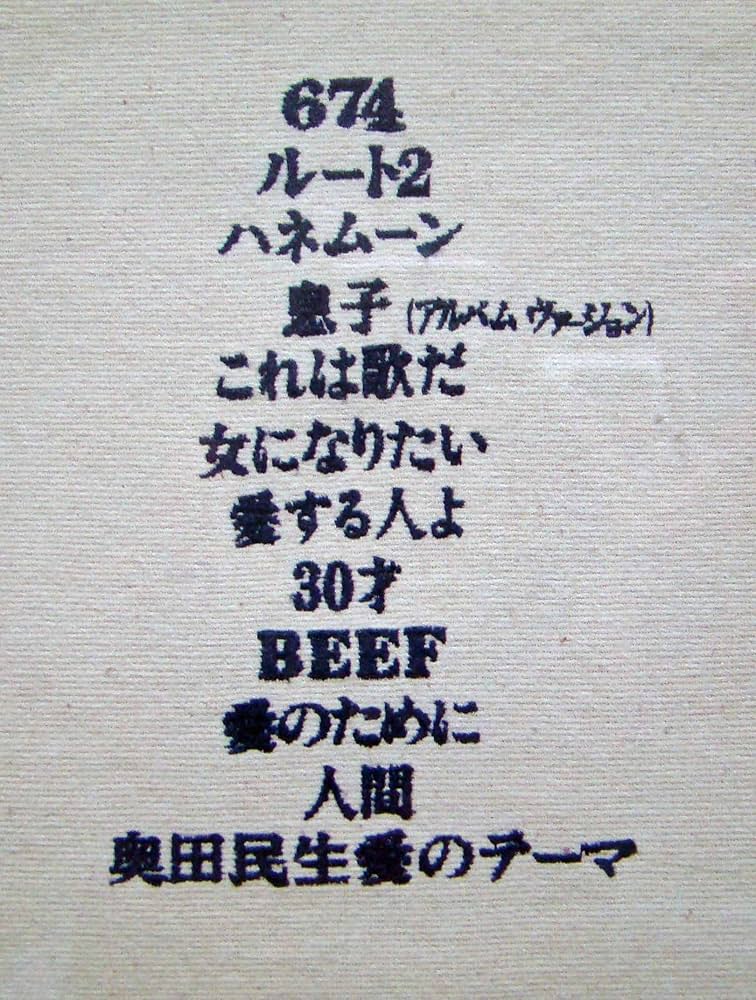 674
ルート2
ハネムーン
息子 (アルバム ヴァージョン)
これは歌だ
女になりたい
愛する人よ
30才
BEEF
愛のために
人間
奥田民生愛のテーマ